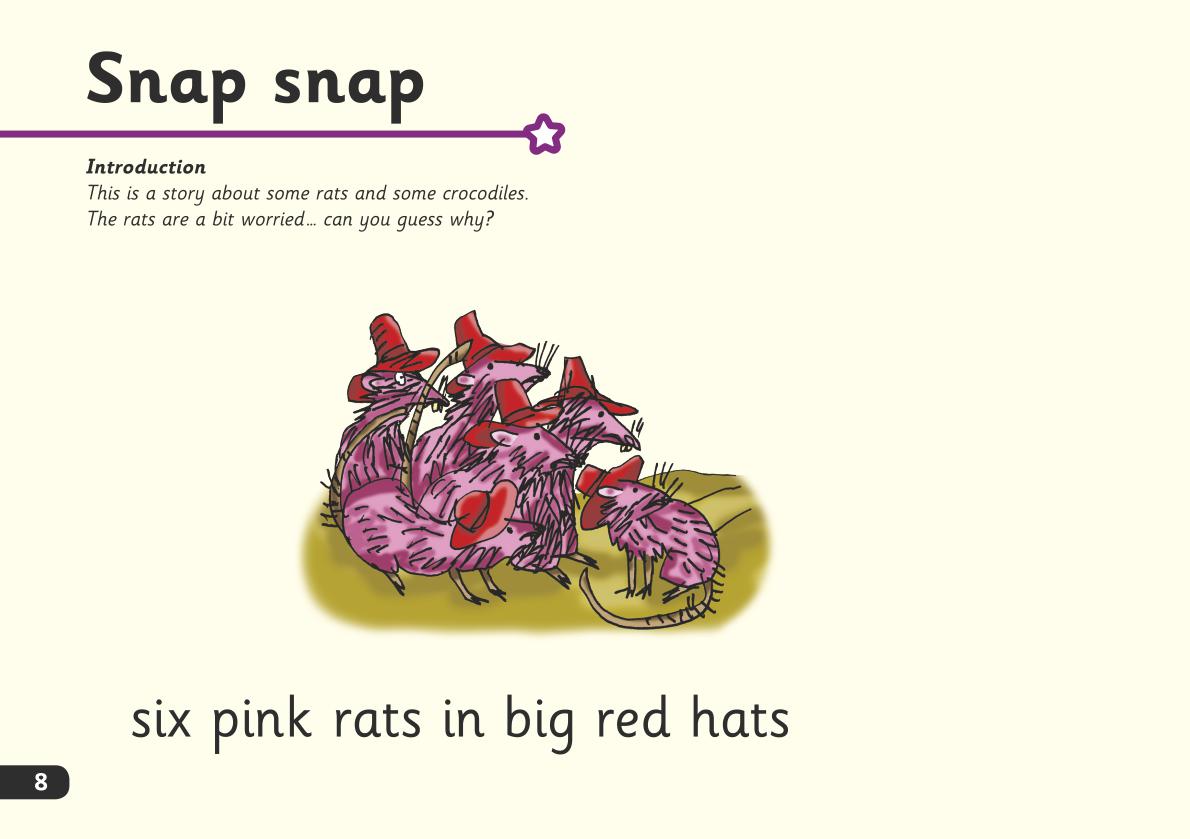 Snap snap
Introduction
This is a story about some rats and some crocodiles.
The rats are a bit worried... can you guess why?
six pink rats in big red hats
8